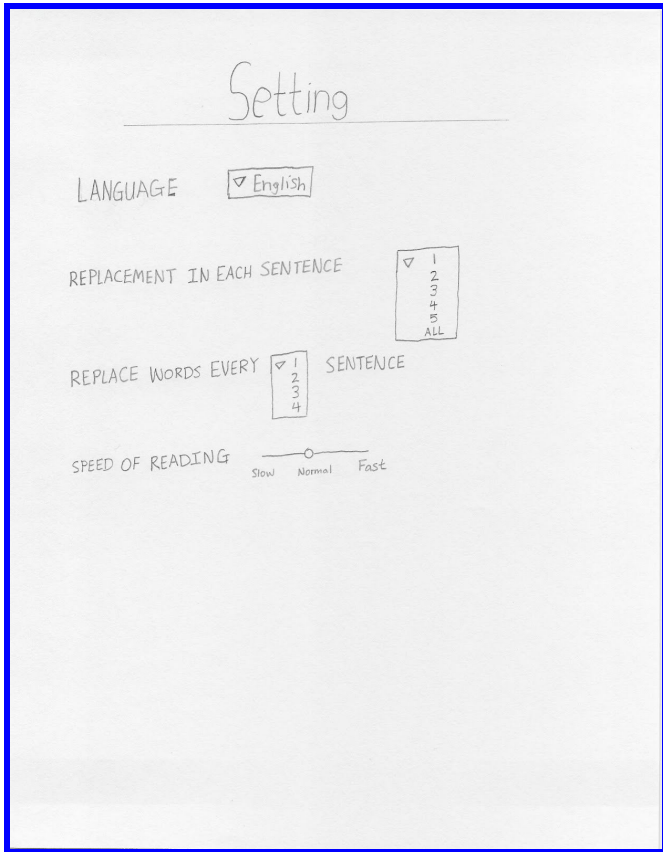 Setting
LANGUAGE ▽ English
REPLACEMENT IN EACH SENTENCE ▽ 1
2
3
4
5
ALL
REPLACE WORDS EVERY ▽ 1 SENTENCE
2
3
4
SPEED OF READING
Slow Normal Fast